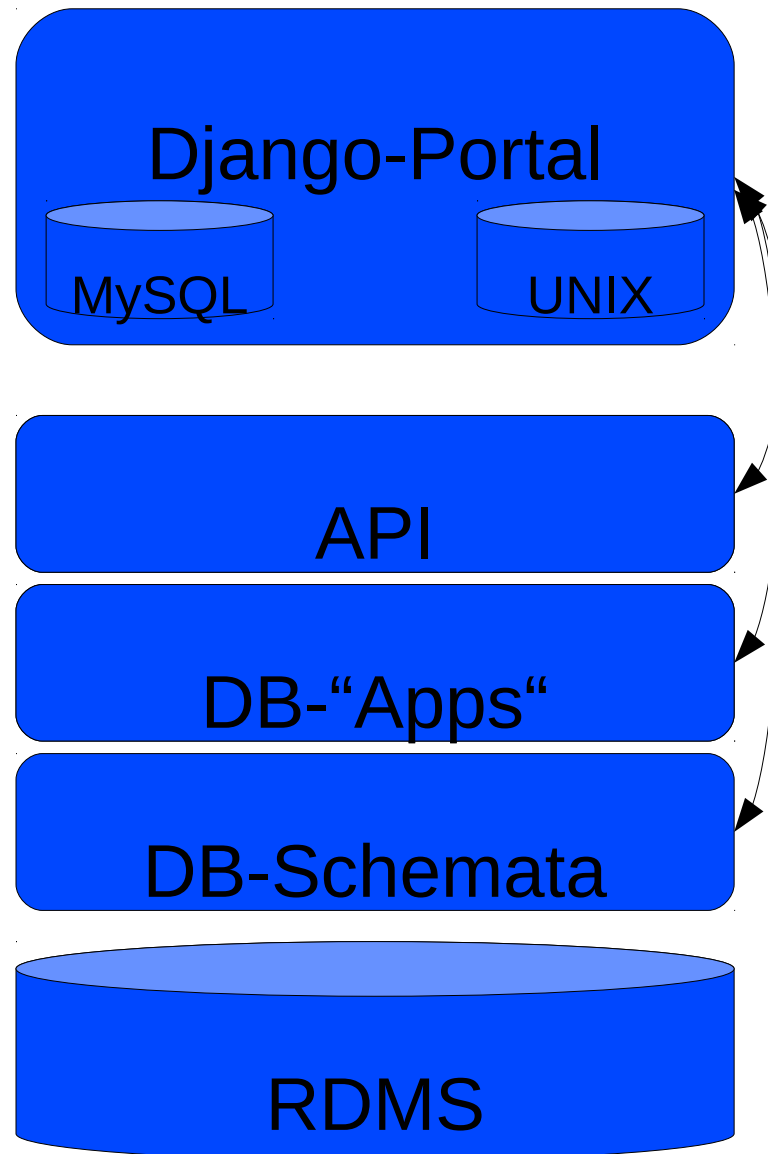 Django-Portal
MySQL
UNIX
API
DB-“Apps“
DB-Schemata
RDMS